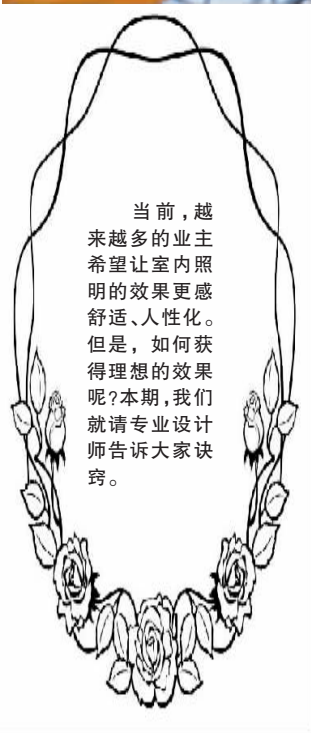 当前,越
来越多的业主
希望让室内照
明的效果更感
舒适、人性化。
但是，如何获
得理想的效果
呢?本期,我们
就请专业设计
师告诉大家诀
窍。